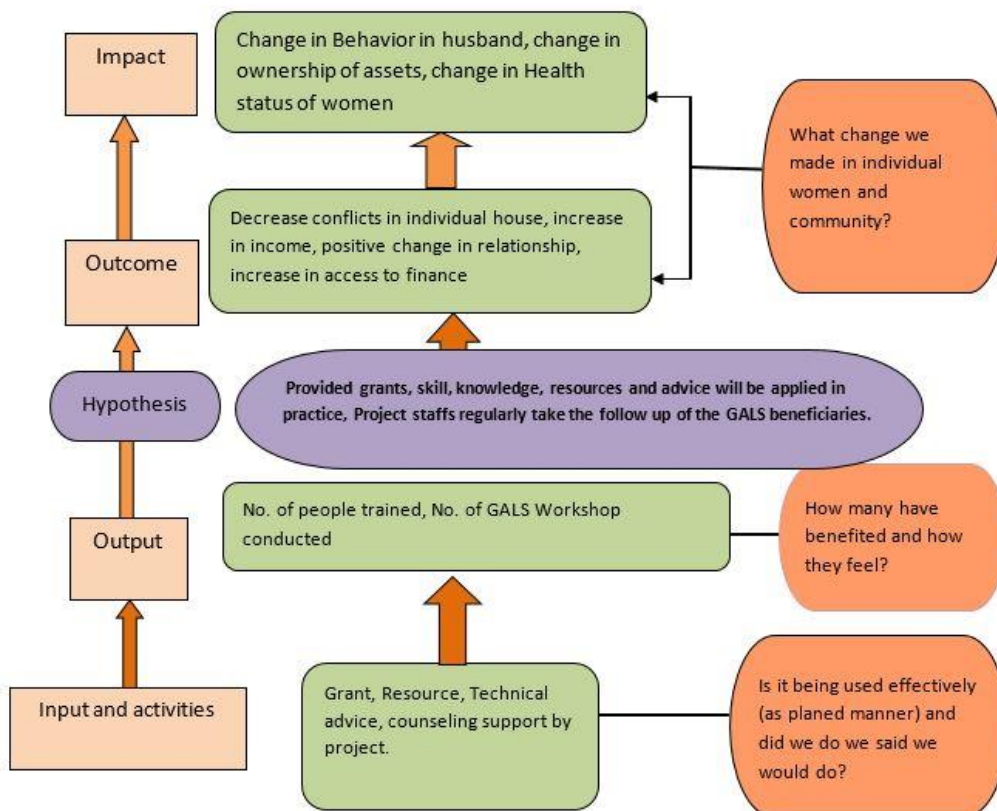 Impact
Change in Behavior in husband, change in
ownership of assets, change in Health
status of women
What change we
made in individual
women and
community?
Outcome
Decrease conflicts in individual house, increase
in income, positive change in relationship,
increase in access to finance
Hypothesis
Provided grants, skill, knowledge, resources and advice will be applied in
practice, Project staffs regularly take the follow up of the GALS beneficiaries.
Output
No. of people trained, No. of GALS Workshop
conducted
How many have
benefited and how
they feel?
Input and activities
Grant, Resource, Technical
advice, counseling support by
project.
Is it being used effectively
(as planed manner) and
did we do we said we
would do?